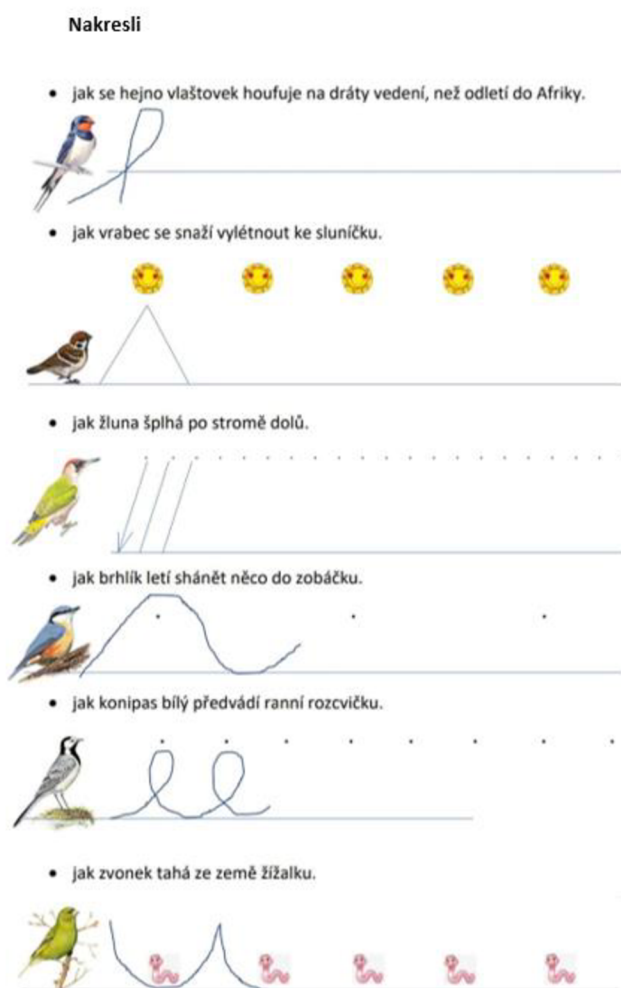 Nakresli
• jak se hejno vlaštovek houfuje na dráty vedení, než odletí do Afriky.
• jak vrabec se snaží vylétnout ke sluníčku.
• jak žluna šplhá po stromě dolů.
• jak brhlík letí shánět něco do zobáčku.
• jak konipas bílý předvádí ranní rozcvičku.
• jak zvonek tahá ze země žížalku.